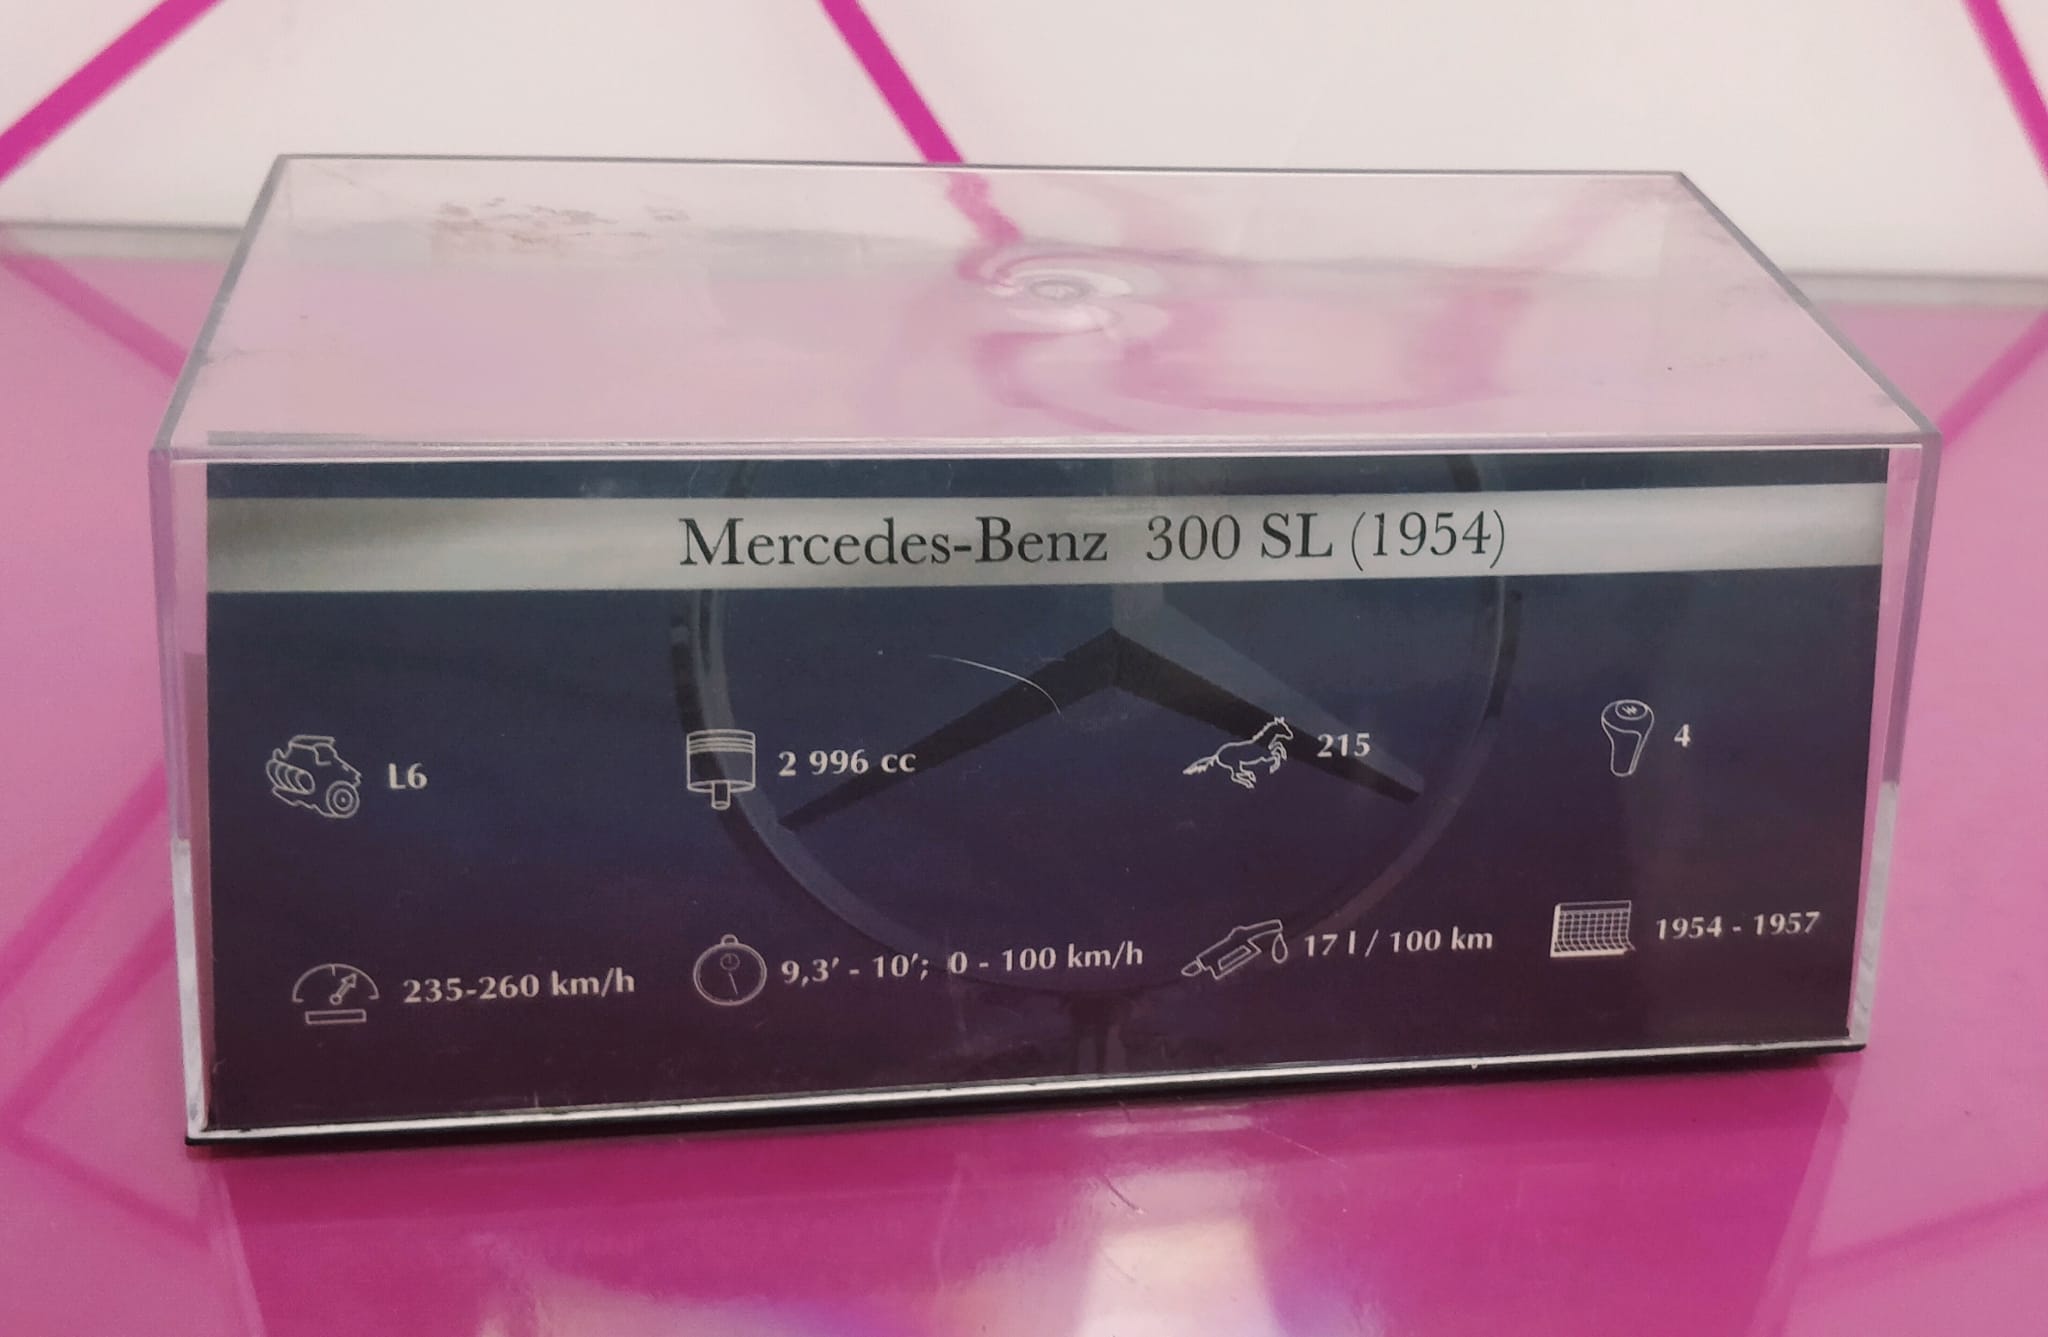 Mercedes-Benz 300 SL (1954)
L6 2 996 cc 215 4
235-260 km/h 9,3′ - 10′; 0 - 100 km/h 17 l / 100 km 1954 - 1957